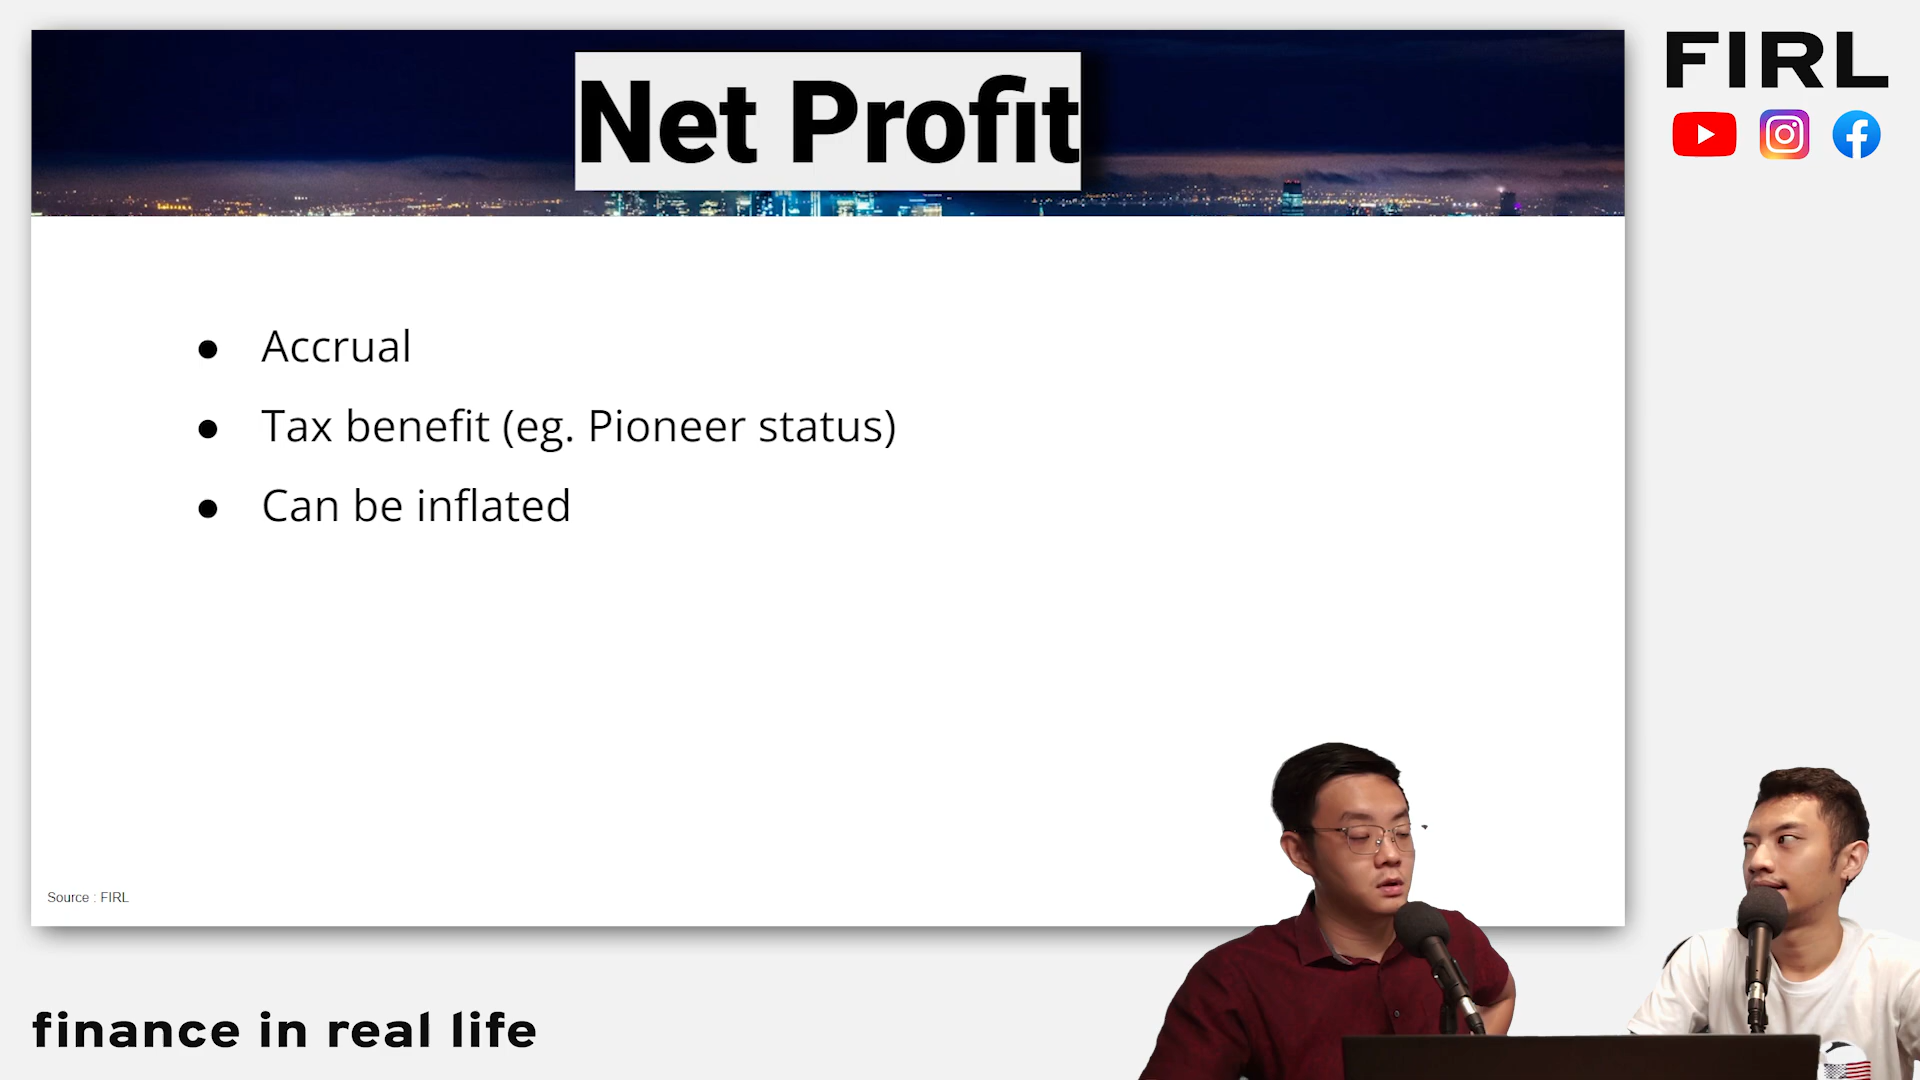 Net Profit
FIRL
● Accrual
● Tax benefit (eg. Pioneer status)
● Can be inflated
Source : FIRL
finance in real life